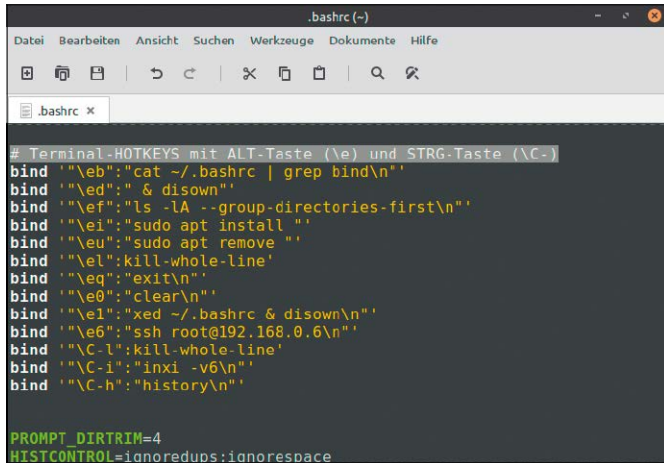 .bashrc (~)
Datei Bearbeiten Ansicht Suchen Werkzeuge Dokumente Hilfe
.bashrc ×
# Terminal-HOTKEYS mit ALT-Taste (\e) und STRG-Taste (\C-)
bind '"\eb":"cat ~/.bashrc | grep bind\n"'
bind '"\ed":" & disown"'
bind '"\ef":"ls -lA --group-directories-first\n"'
bind '"\ei":"sudo apt install "'
bind '"\eu":"sudo apt remove "'
bind '"\el":kill-whole-line'
bind '"\eq":"exit\n"'
bind '"\e0":"clear\n"'
bind '"\e1":"xed ~/.bashrc & disown\n"'
bind '"\e6":"ssh root@192.168.0.6\n"'
bind '"\C-l":kill-whole-line'
bind '"\C-i":"inxi -v6\n"'
bind '"\C-h":"history\n"'
PROMPT_DIRTRIM=4
HISTCONTROL=ignoredups:ignorespace